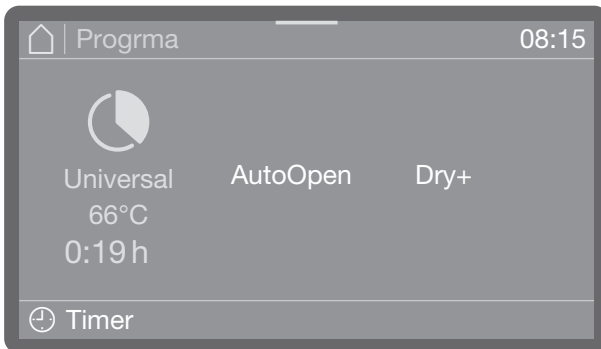 Progrma 08:15
Universal AutoOpen Dry+
66°C
0:19 h
Timer